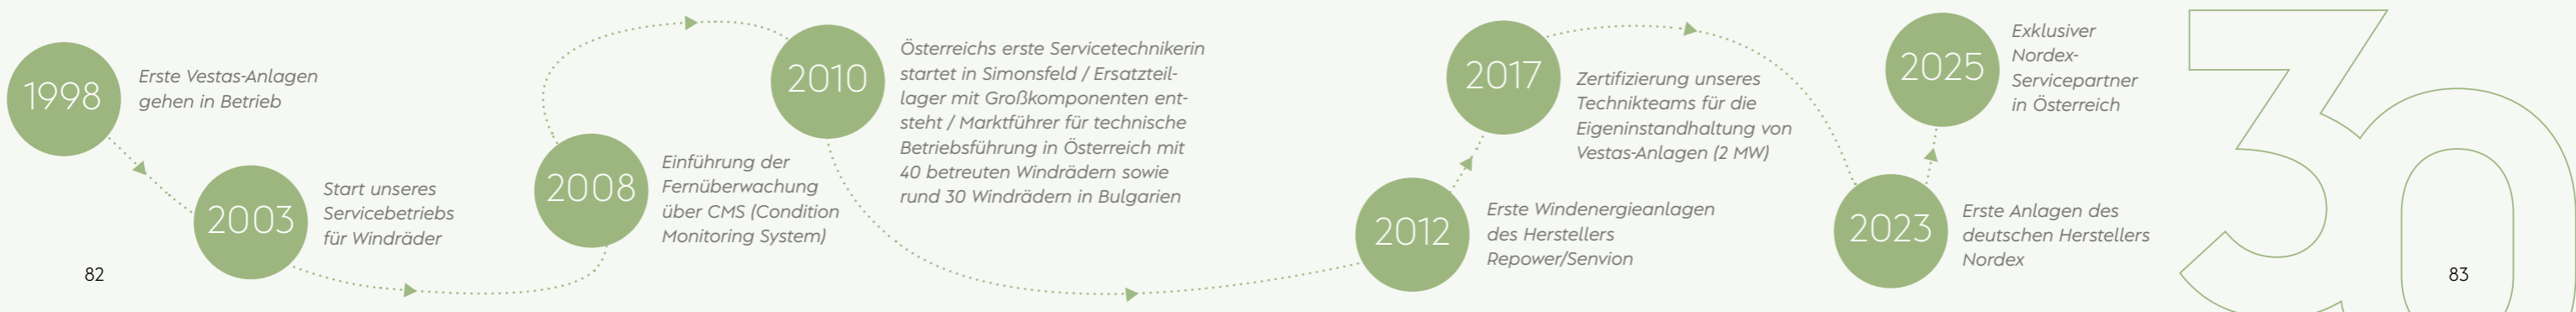 1998
Erste Vestas-Anlagen
gehen in Betrieb
2003
Start unseres
Servicebetriebs
für Windräder
2008
Einführung der
Fernüberwachung
über CMS (Condition
Monitoring System)
2010
Österreichs erste Servicetechnikerin
startet in Simonsfeld / Ersatzteil-
lager mit Großkomponenten ent-
steht / Marktführer für technische
Betriebsführung in Österreich mit
40 betreuten Windrädern sowie
rund 30 Windrädern in Bulgarien
2012
Erste Windenergieanlagen
des Herstellers
Repower/Senvion
2017
Zertifizierung unseres
Technikteams für die
Eigeninstandhaltung von
Vestas-Anlagen (2 MW)
2023
Erste Anlagen des
deutschen Herstellers
Nordex
2025
Exklusiver
Nordex-
Servicepartner
in Österreich
30
82
83